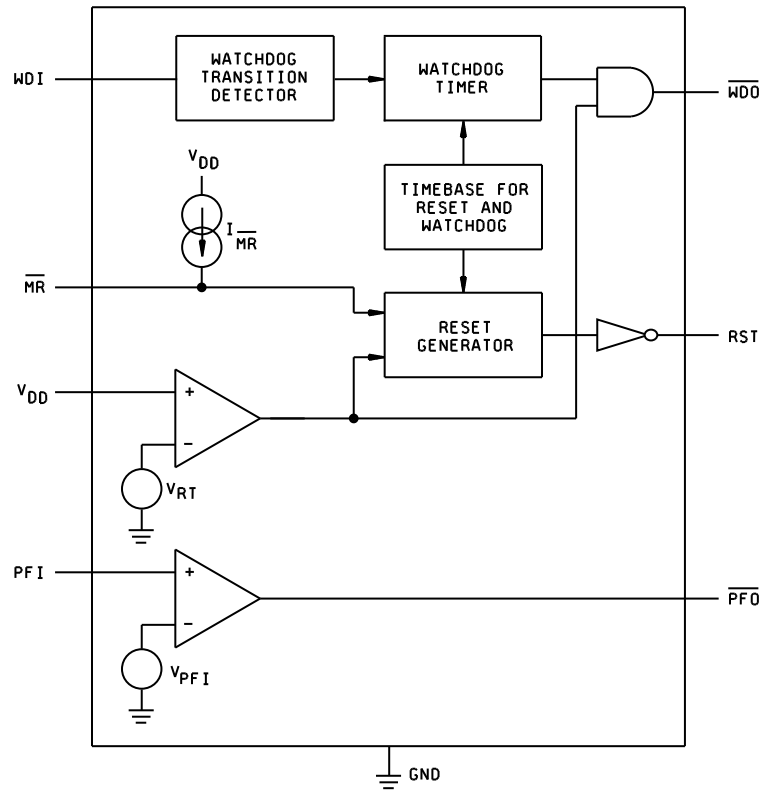 WATCHDOG
TRANSITION
DETECTOR
WATCHDOG
TIMER
WDI
WDO
VDD
TIMEBASE FOR
RESET AND
WATCHDOG
IMR
MR
RESET
GENERATOR
RST
VDD
+
−
VRT
PFI
+
−
PFO
VPFI
GND